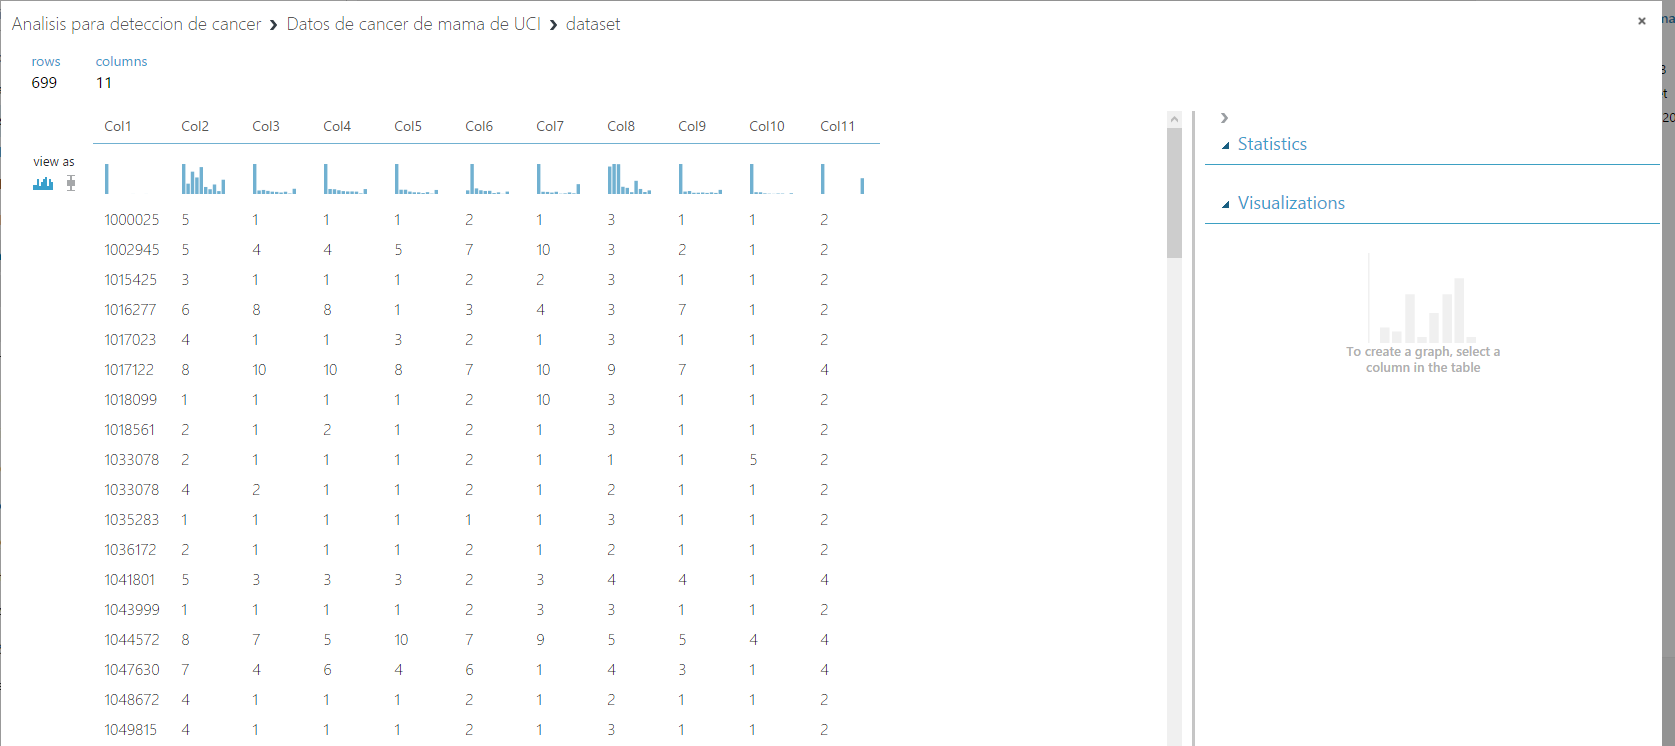 Analisis para deteccion de cancer › Datos de cancer de mama de UCI › dataset
rows columns
699 11
Col1 Col2 Col3 Col4 Col5 Col6 Col7 Col8 Col9 Col10 Col11
view as
1000025 5 1 1 1 2 1 3 1 1 2
1002945 5 4 4 5 7 10 3 2 1 2
1015425 3 1 1 1 2 2 3 1 1 2
1016277 6 8 8 1 3 4 3 7 1 2
1017023 4 1 1 3 2 1 3 1 1 2
1017122 8 10 10 8 7 10 9 7 1 4
1018099 1 1 1 1 2 10 3 1 1 2
1018561 2 1 2 1 2 1 3 1 1 2
1033078 2 1 1 1 2 1 1 1 5 2
1033078 4 2 1 1 2 1 2 1 1 2
1035283 1 1 1 1 1 1 3 1 1 2
1036172 2 1 1 1 2 1 2 1 1 2
1041801 5 3 3 3 2 3 4 4 1 4
1043999 1 1 1 1 2 3 3 1 1 2
1044572 8 7 5 10 7 9 5 5 4 4
1047630 7 4 6 4 6 1 4 3 1 4
1048672 4 1 1 1 2 1 2 1 1 2
1049815 4 1 1 1 2 1 3 1 1 2
Statistics
Visualizations
To create a graph, select a
column in the table